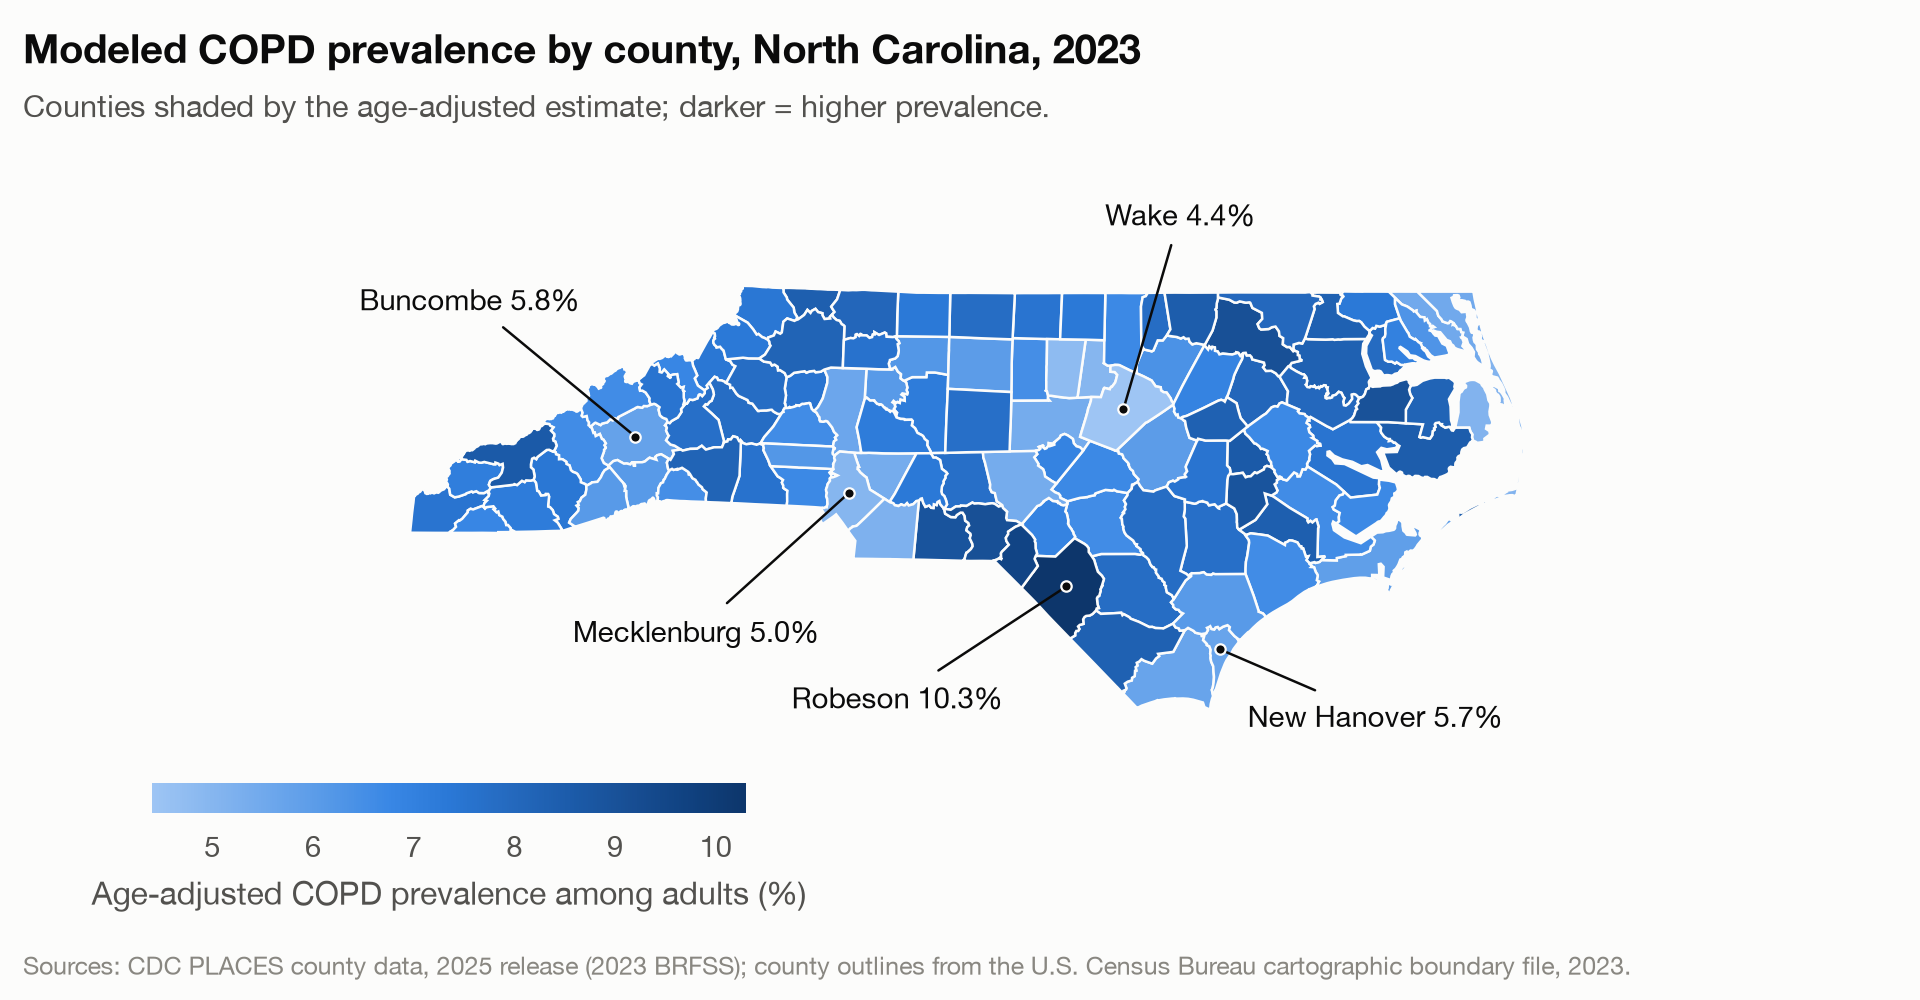 Modeled COPD prevalence by county, North Carolina, 2023
Counties shaded by the age-adjusted estimate; darker = higher prevalence.
Wake 4.4%
Buncombe 5.8%
Mecklenburg 5.0%
Robeson 10.3%
New Hanover 5.7%
5 6 7 8 9 10
Age-adjusted COPD prevalence among adults (%)
Sources: CDC PLACES county data, 2025 release (2023 BRFSS); county outlines from the U.S. Census Bureau cartographic boundary file, 2023.